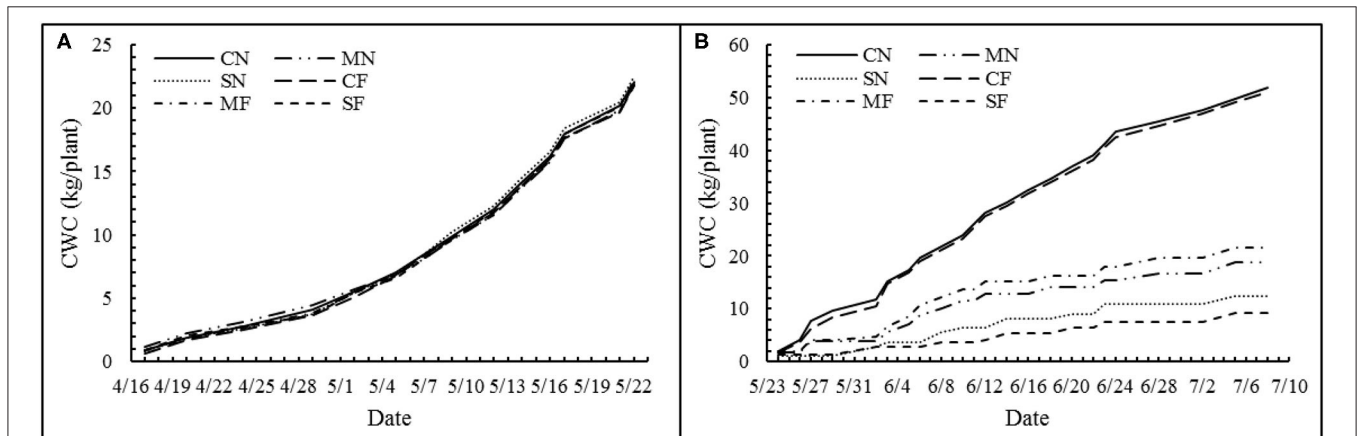 A
25
20
15
10
5
0
CWC (kg/plant)
CN MN
SN CF
MF SF
4/16 4/19 4/22 4/25 4/28 5/1 5/4 5/7 5/10 5/13 5/16 5/19 5/22
Date
B
60
50
40
30
20
10
0
CWC (kg/plant)
CN MN
SN CF
MF SF
5/23 5/27 5/31 6/4 6/8 6/12 6/16 6/20 6/24 6/28 7/2 7/6 7/10
Date